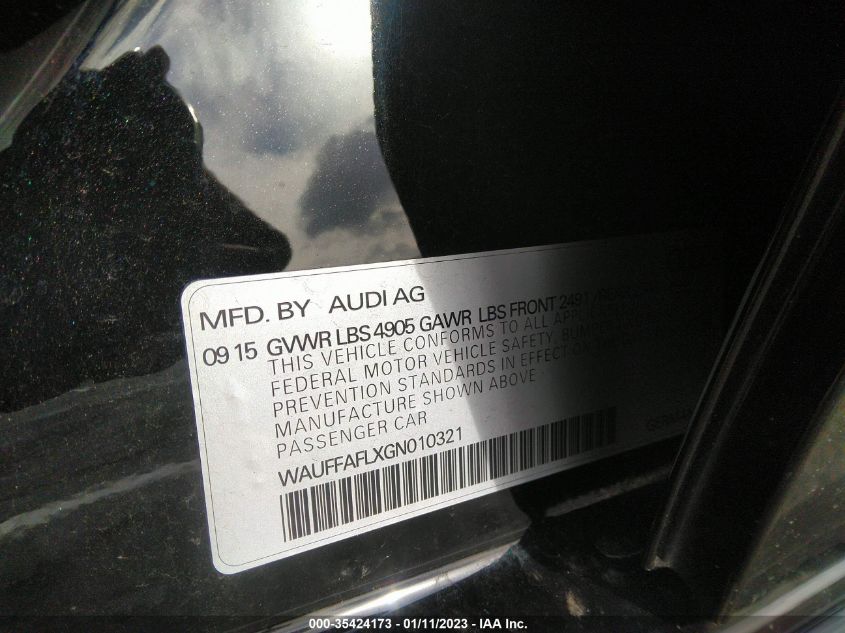 MFD. BY AUDI AG
09 15 GVWR LBS 4905 GAWR LBS FRONT 2491
THIS VEHICLE CONFORMS TO ALL
FEDERAL MOTOR VEHICLE SAFETY,
PREVENTION STANDARDS IN EFFECT ON
MANUFACTURE SHOWN ABOVE
PASSENGER CAR
WAUFFAFLXGN010321
000-35424173 - 01/11/2023 - IAA Inc.